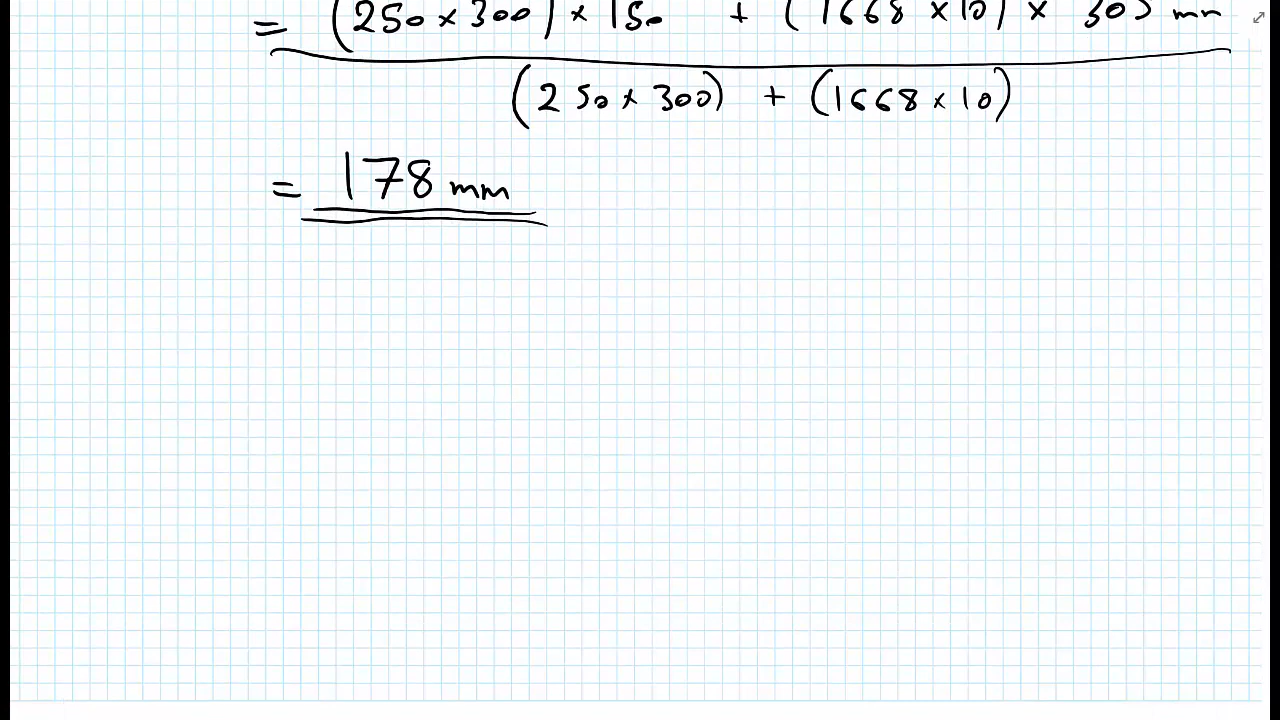 = (250 × 300) × 150 + (1668 × 10) × 305 mm
(250 × 300) + (1668 × 10)
= 178 mm